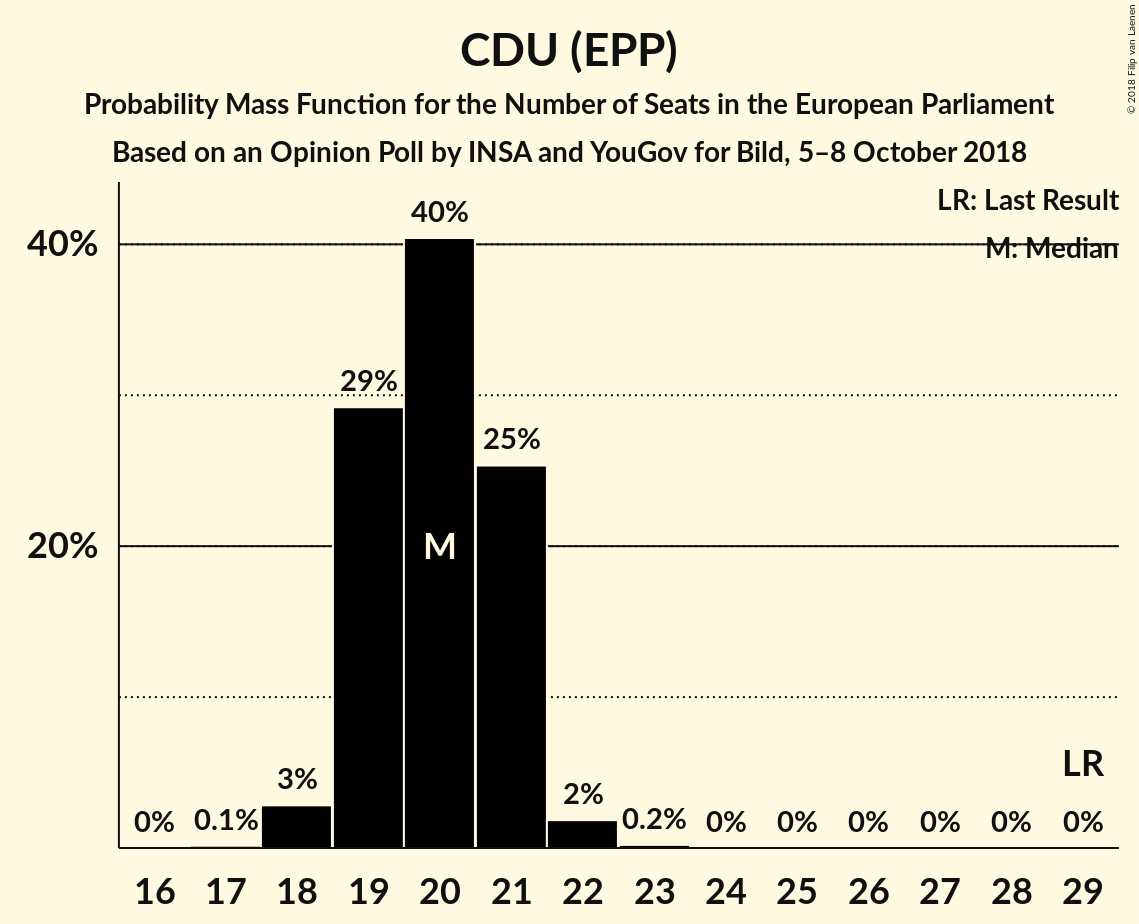 CDU (EPP)
Probability Mass Function for the Number of Seats in the European Parliament
Based on an Opinion Poll by INSA and YouGov for Bild, 5–8 October 2018
© 2018 Filip van Laenen
LR: Last Result
M: Median
40%
20%
0%
0.1%
3%
29%
40%
M
25%
2%
0.2%
0%
0%
0%
0%
0%
LR
0%
16 17 18 19 20 21 22 23 24 25 26 27 28 29